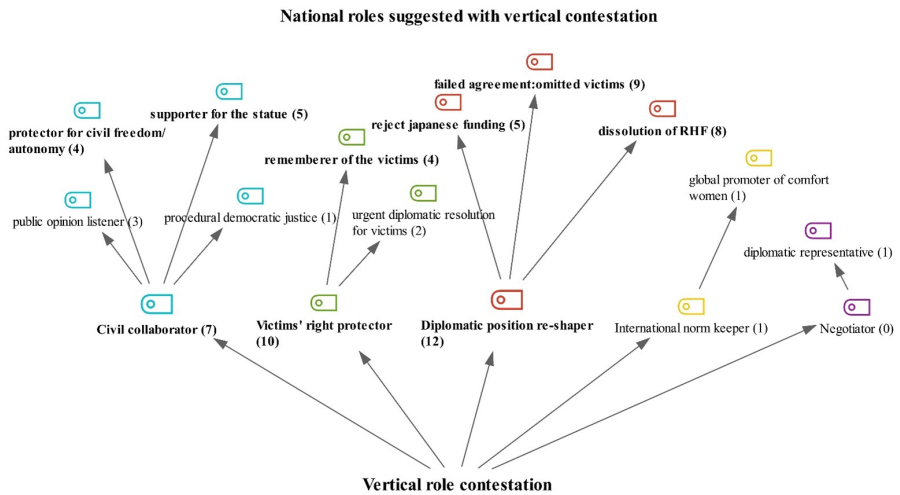 National roles suggested with vertical contestation
failed agreement:omitted victims (9)
supporter for the statue (5)
reject japanese funding (5)
protector for civil freedom/
autonomy (4)
dissolution of RHF (8)
rememberer of the victims (4)
global promoter of comfort
women (1)
public opinion listener (3)
procedural democratic justice (1)
urgent diplomatic resolution
for victims (2)
diplomatic representative (1)
Civil collaborator (7)
Victims' right protector
(10)
Diplomatic position re-shaper
(12)
International norm keeper (1)
Negotiator (0)
Vertical role contestation